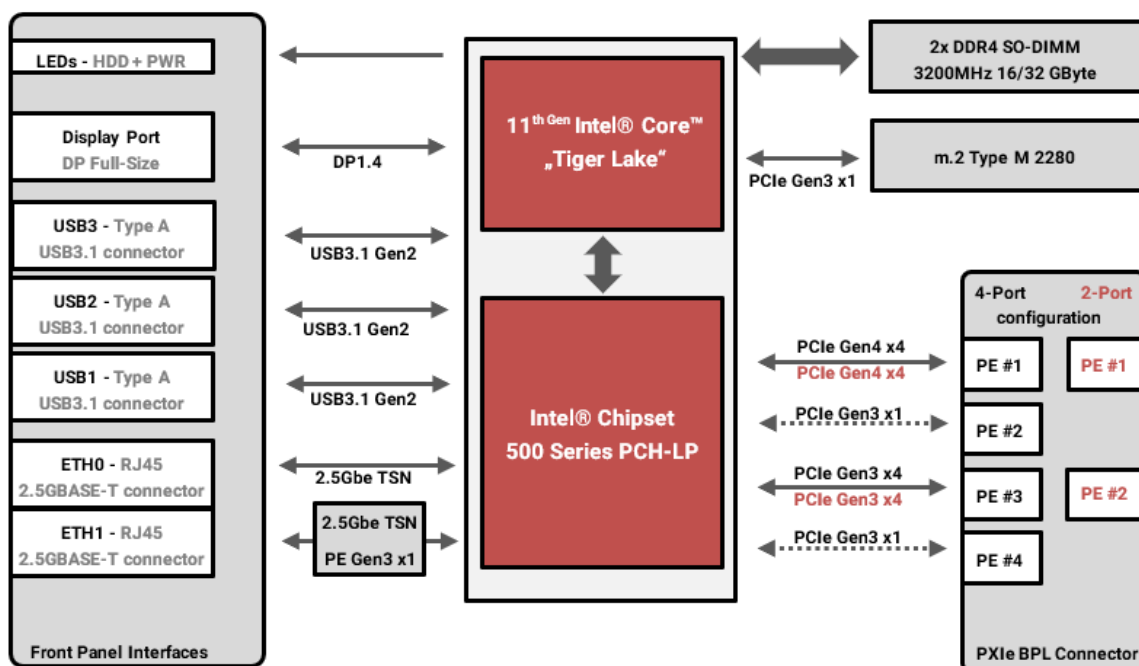 LEDs - HDD + PWR
Display Port
DP Full-Size
USB3 - Type A
USB3.1 connector
USB2 - Type A
USB3.1 connector
USB1 - Type A
USB3.1 connector
ETH0 - RJ45
2.5GBASE-T connector
ETH1 - RJ45
2.5GBASE-T connector
Front Panel Interfaces
DP1.4
USB3.1 Gen2
USB3.1 Gen2
USB3.1 Gen2
2.5Gbe TSN
2.5Gbe TSN
PE Gen3 x1
11th Gen Intel® Core™
„Tiger Lake“
Intel® Chipset
500 Series PCH-LP
2x DDR4 SO-DIMM
3200MHz 16/32 GByte
PCIe Gen3 x1
m.2 Type M 2280
PCIe Gen4 x4
PCIe Gen4 x4
PCIe Gen3 x1
PCIe Gen3 x4
PCIe Gen3 x4
PCIe Gen3 x1
4-Port 2-Port
configuration
PE #1 PE #1
PE #2
PE #3 PE #2
PE #4
PXIe BPL Connector